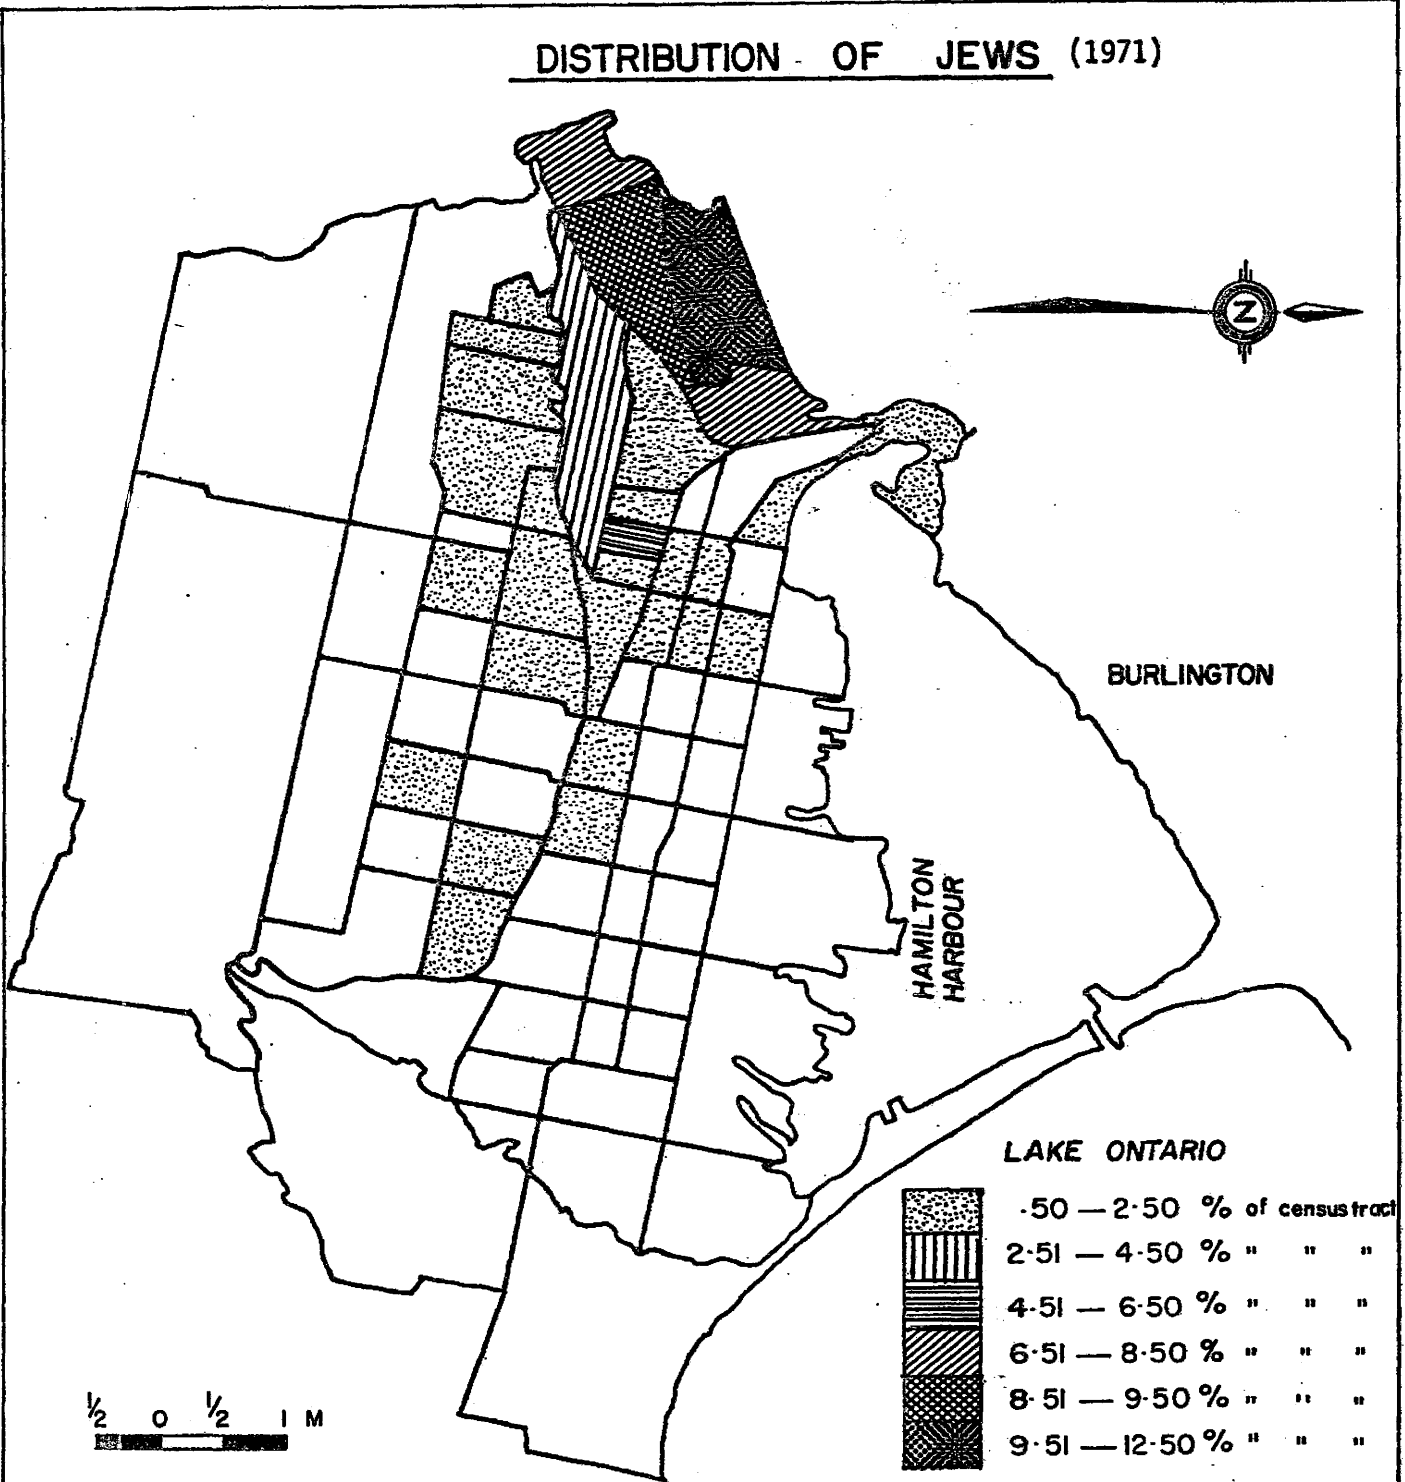 DISTRIBUTION OF JEWS (1971)
N
BURLINGTON
HAMILTON
HARBOUR
LAKE ONTARIO
.50 — 2.50 % of census tract
2.51 — 4.50 % " " "
4.51 — 6.50 % " " "
6.51 — 8.50 % " " "
8.51 — 9.50 % " " "
9.51 — 12.50 % " " "
1/2 0 1/2 1 M